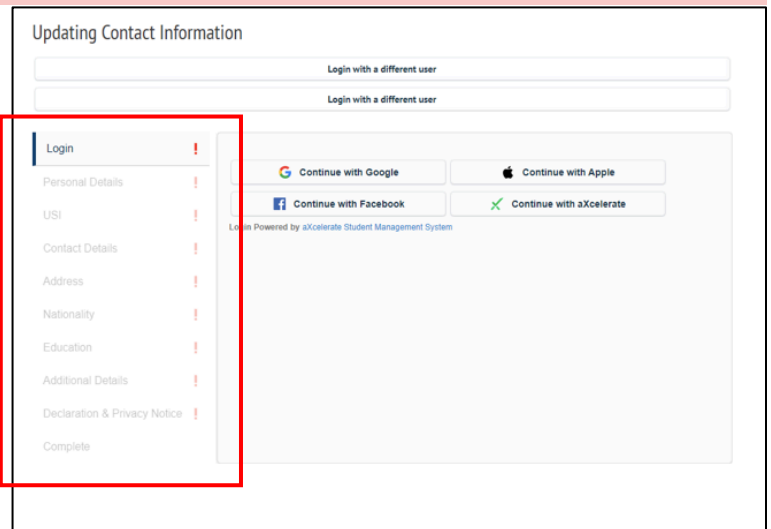 Updating Contact Information
Login with a different user
Login with a different user
Login !
Personal Details !
USI !
Contact Details !
Address !
Nationality !
Education !
Additional Details !
Declaration & Privacy Notice !
Complete
Continue with Google
Continue with Apple
Continue with Facebook
Continue with aXcelerate
Login Powered by aXcelerate Student Management System